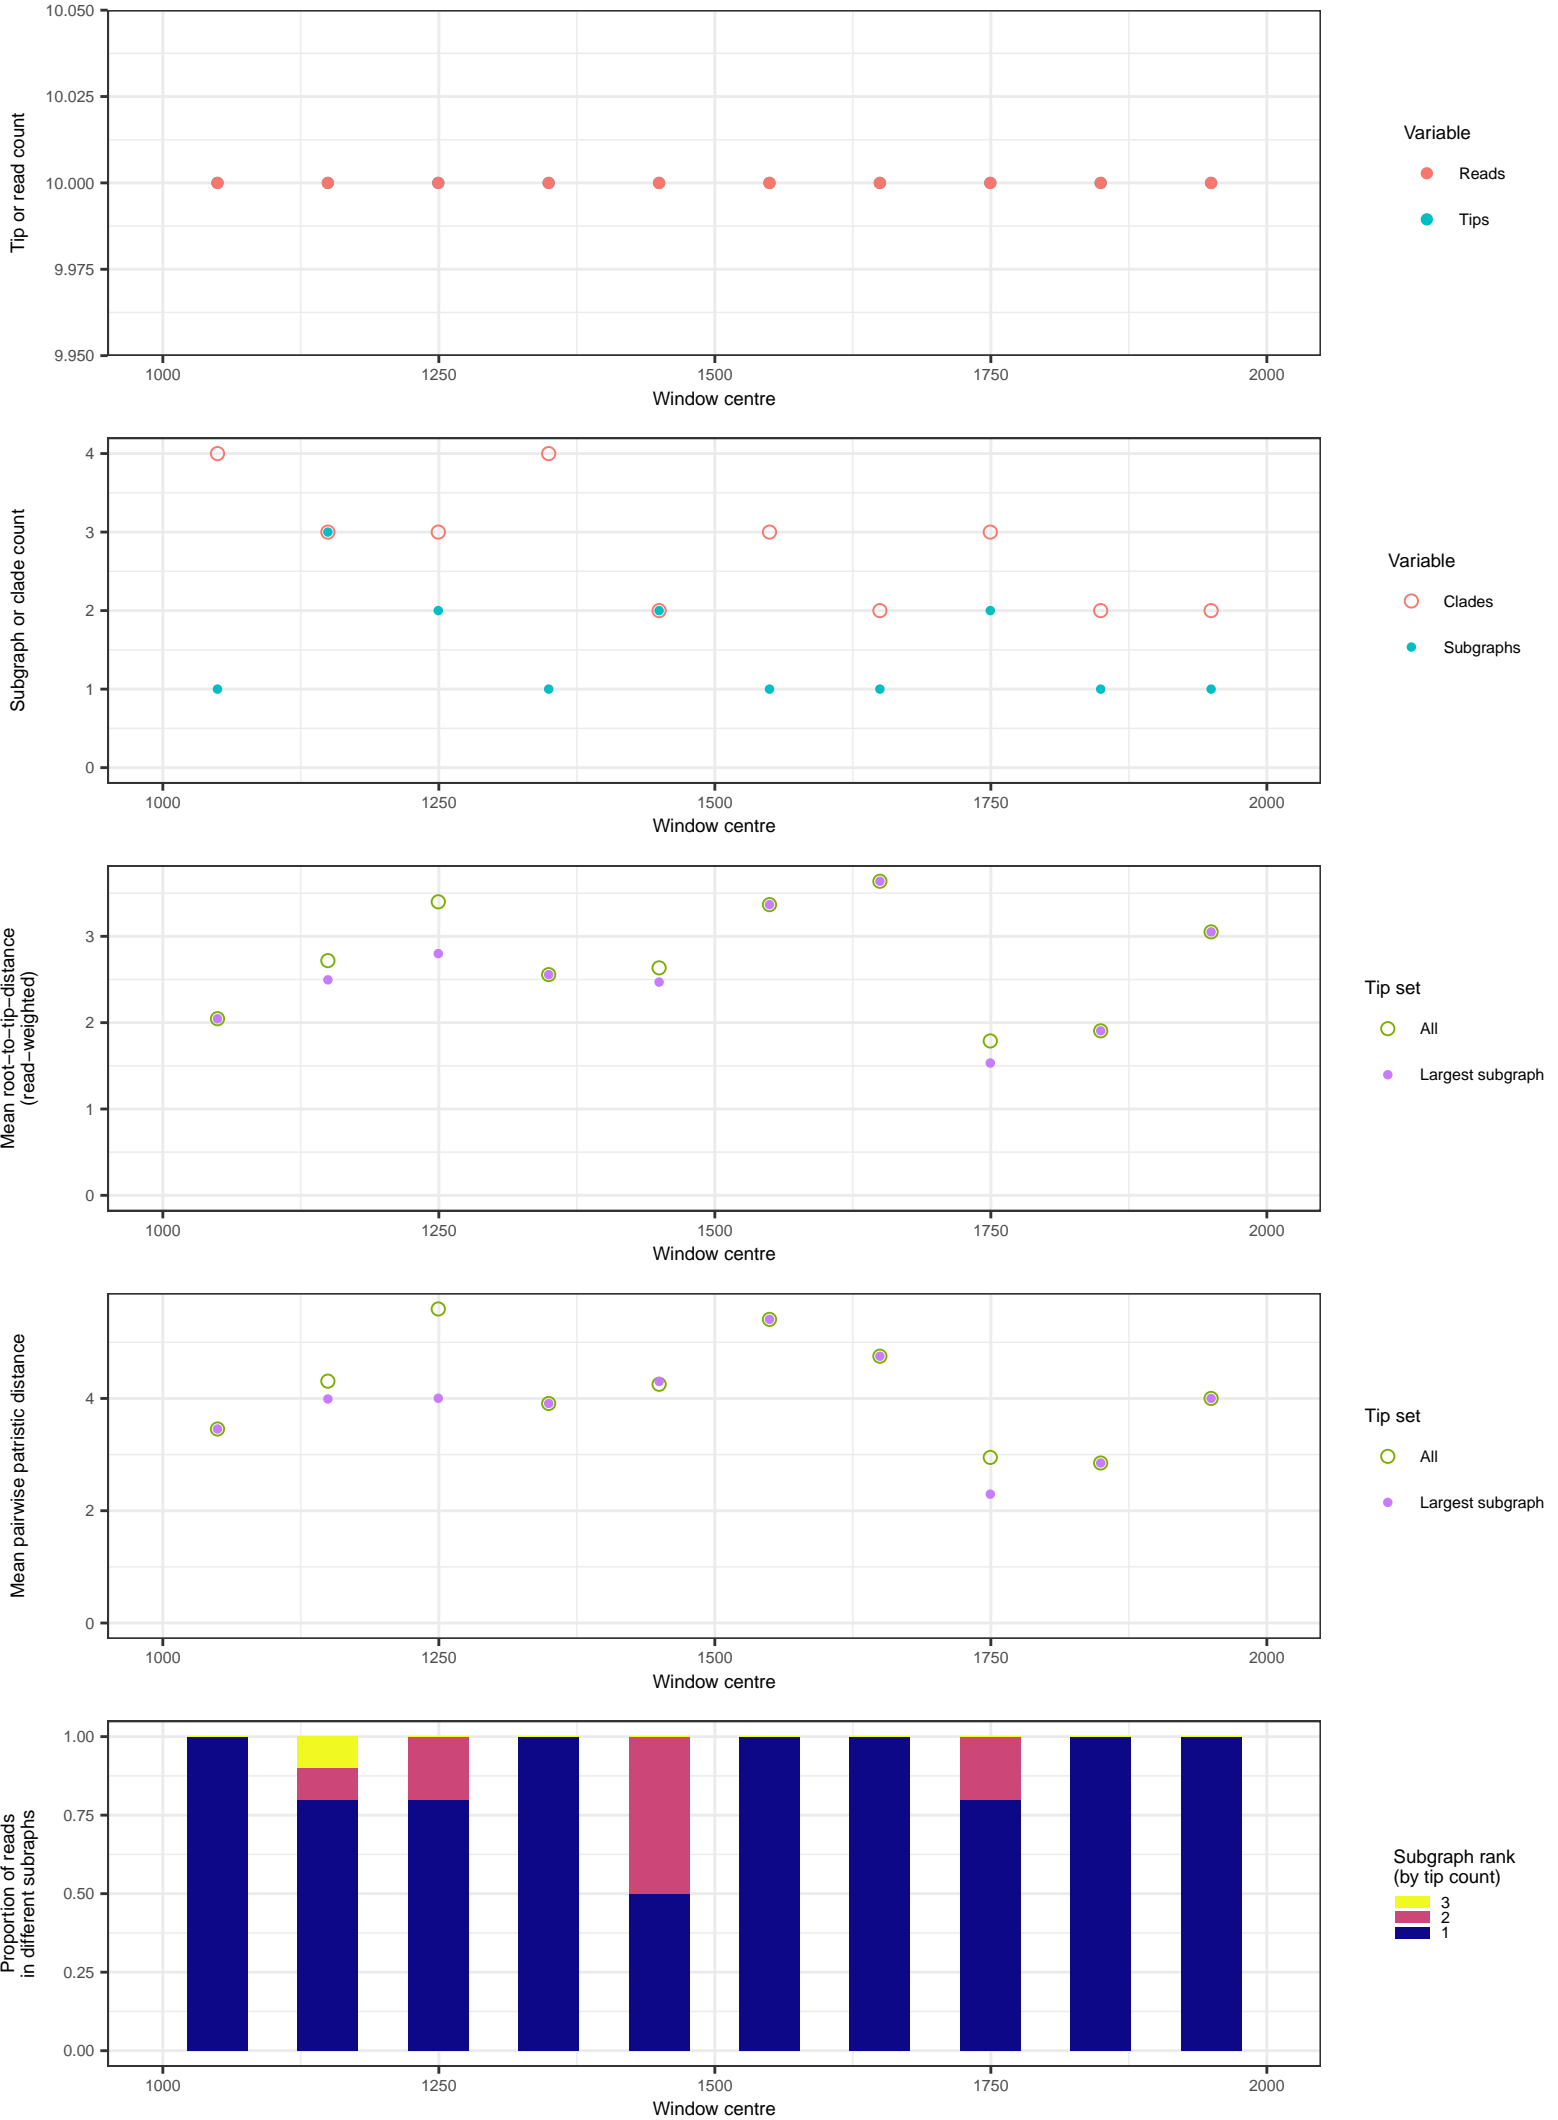 10.050
10.025
10.000
9.975
9.950
Tip or read count
1000 1250 1500 1750 2000
Window centre
Variable
Reads
Tips
4
3
2
1
0
Subgraph or clade count
1000 1250 1500 1750 2000
Window centre
Variable
Clades
Subgraphs
3
2
1
0
Mean root−to−tip−distance
(read−weighted)
1000 1250 1500 1750 2000
Window centre
Tip set
All
Largest subgraph
4
2
0
Mean pairwise patristic distance
1000 1250 1500 1750 2000
Window centre
Tip set
All
Largest subgraph
1.00
0.75
0.50
0.25
0.00
Proportion of reads
in different subraphs
1000 1250 1500 1750 2000
Window centre
Subgraph rank
(by tip count)
3
2
1